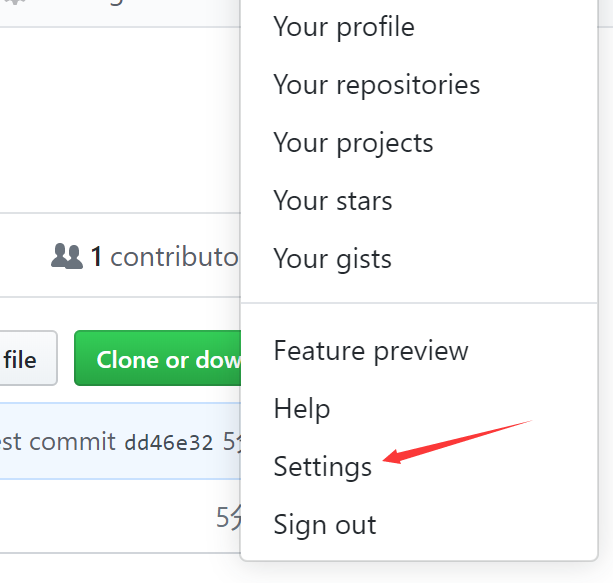 Your profile
Your repositories
Your projects
Your stars
Your gists
1 contributo
file
Clone or dow
Feature preview
Help
est commit dd46e32 5
Settings
5
Sign out